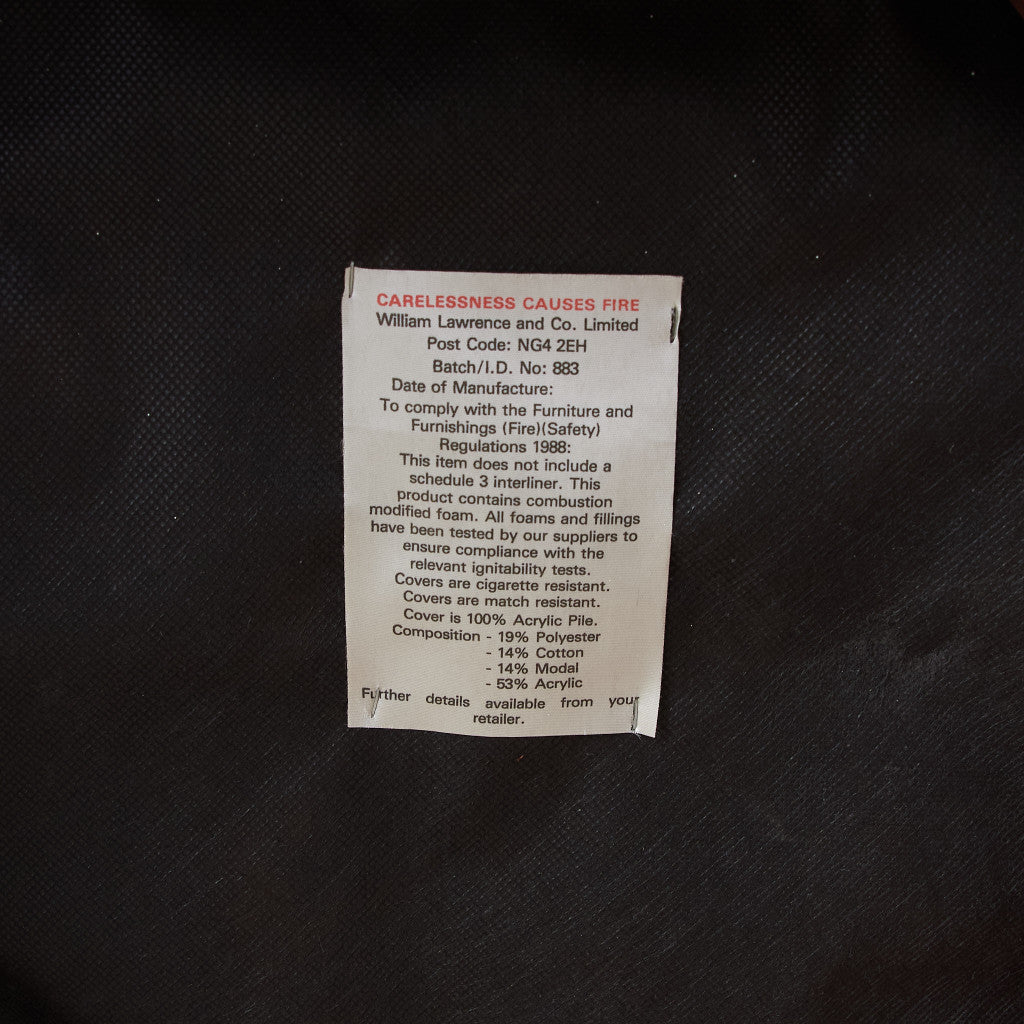 CARELESSNESS CAUSES FIRE
William Lawrence and Co. Limited
Post Code: NG4 2EH
Batch/I.D. No: 883
Date of Manufacture:
To comply with the Furniture and
Furnishings (Fire)(Safety)
Regulations 1988:
This item does not include a
schedule 3 interliner. This
product contains combustion
modified foam. All foams and fillings
have been tested by our suppliers to
ensure compliance with the
relevant ignitability tests.
Covers are cigarette resistant.
Covers are match resistant.
Cover is 100% Acrylic Pile.
Composition - 19% Polyester
- 14% Cotton
- 14% Modal
- 53% Acrylic
Further details available from your
retailer.